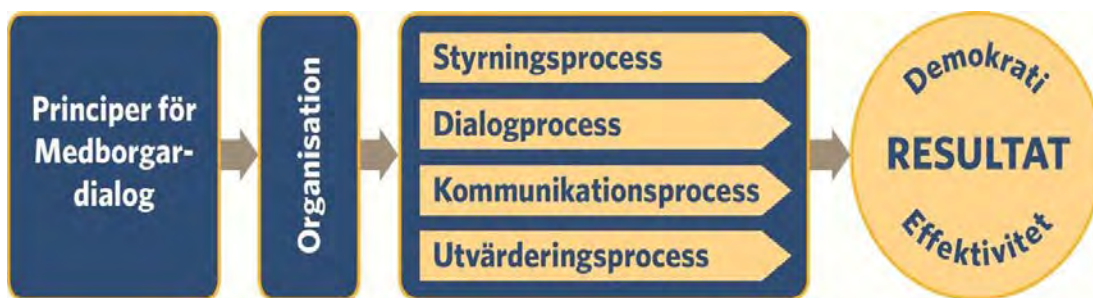 Principer för
Medborgar-
dialog
Organisation
Styrningsprocess
Dialogprocess
Kommunikationsprocess
Utvärderingsprocess
Demokrati
RESULTAT
Effektivitet